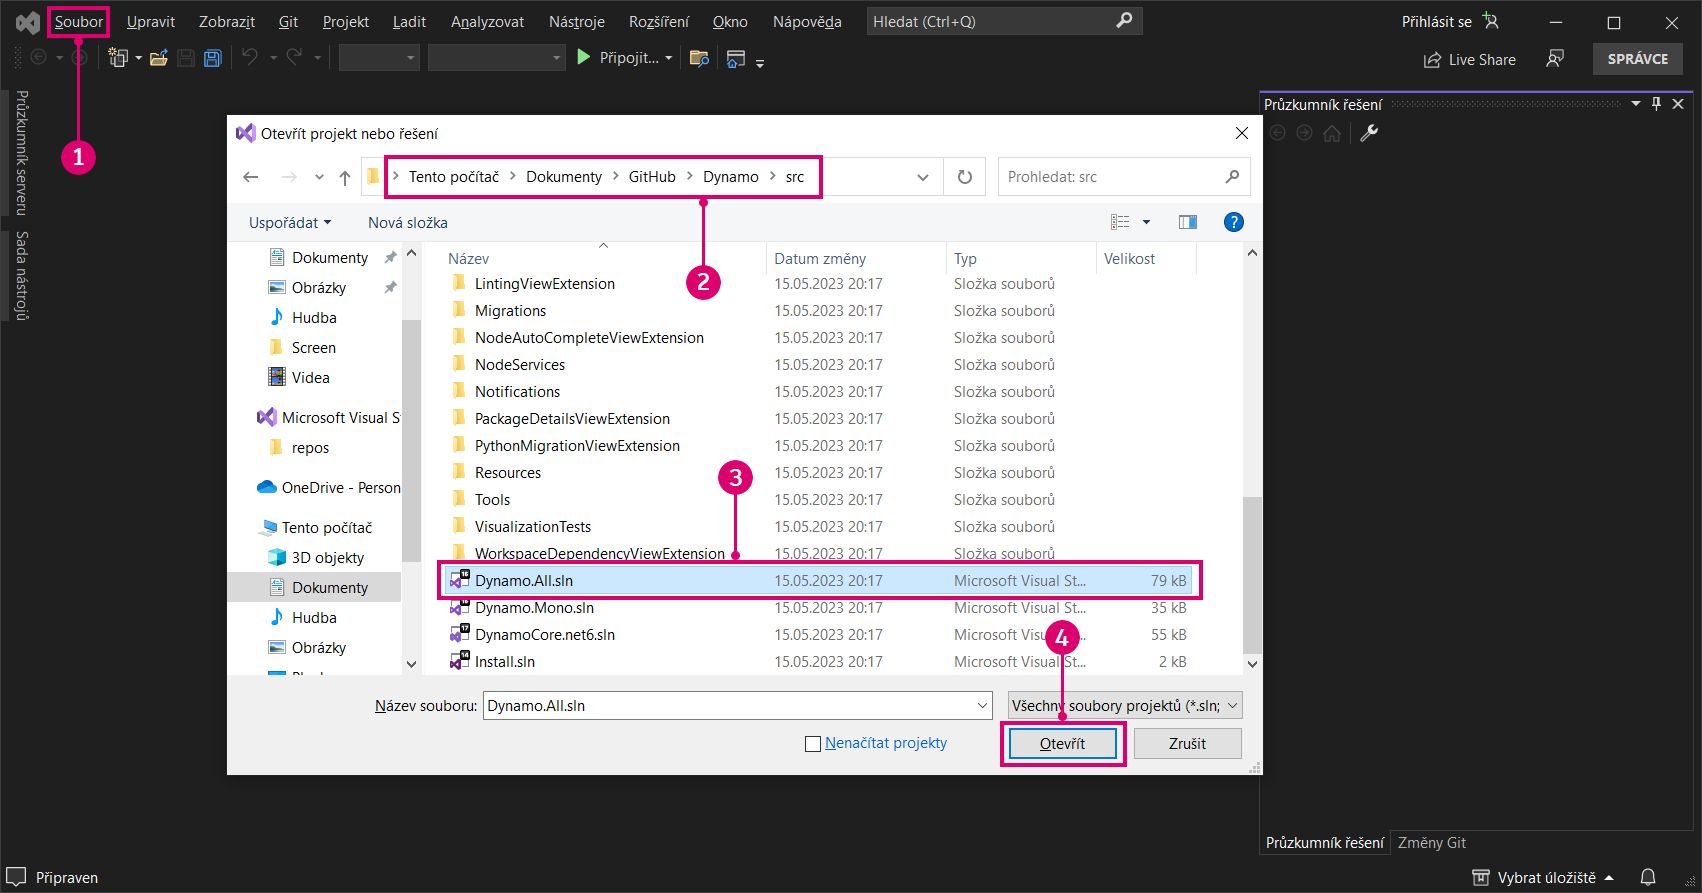 Soubor Upravit Zobrazit Git Projekt Ladit Analyzovat Nástroje Rozšíření Okno Nápověda Hledat (Ctrl+Q) Přihlásit se
Připojit... Live Share SPRÁVCE
Průzkumník serveru
Sada nástrojů
1
Průzkumník řešení
Otevřít projekt nebo řešení
Tento počítač Dokumenty GitHub Dynamo src Prohledat: src
Uspořádat Nová složka
2
Dokumenty
Obrázky
Hudba
Screen
Videa
Microsoft Visual S
repos
OneDrive - Person
Tento počítač
3D objekty
Dokumenty
Hudba
Obrázky
Název Datum změny Typ Velikost
LintingViewExtension 15.05.2023 20:17 Složka souborů
Migrations 15.05.2023 20:17 Složka souborů
NodeAutoCompleteViewExtension 15.05.2023 20:17 Složka souborů
NodeServices 15.05.2023 20:17 Složka souborů
Notifications 15.05.2023 20:17 Složka souborů
PackageDetailsViewExtension 15.05.2023 20:17 Složka souborů
PythonMigrationViewExtension 15.05.2023 20:17 Složka souborů
Resources 15.05.2023 20:17 Složka souborů
3
Tools 15.05.2023 20:17 Složka souborů
VisualizationTests 15.05.2023 20:17 Složka souborů
WorkspaceDependencyViewExtension 15.05.2023 20:17 Složka souborů
Dynamo.All.sln 15.05.2023 20:17 Microsoft Visual St... 79 kB
Dynamo.Mono.sln 15.05.2023 20:17 Microsoft Visual St... 35 kB
DynamoCore.net6.sln 15.05.2023 20:17 Microsoft Visu 55 kB
4
Install.sln 15.05.2023 20:17 Microsoft Visual St... 2 kB
Název souboru: Dynamo.All.sln Všechny soubory projektů (*.sln;
Nenačítat projekty Otevřít Zrušit
Průzkumník řešení Změny Git
Připraven Vybrat úložiště